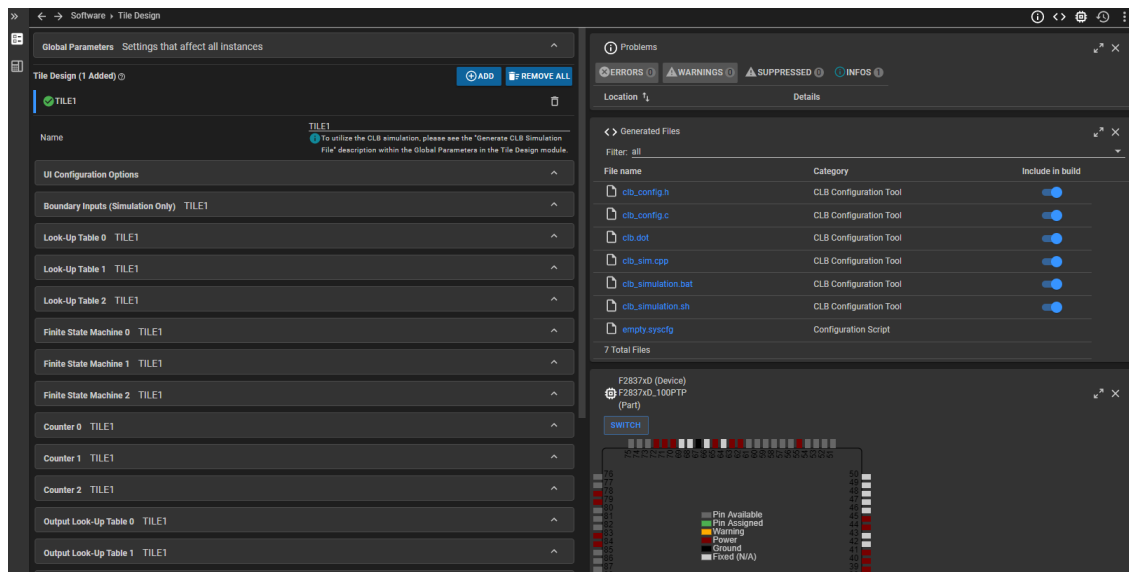 Software › Tile Design
Global Parameters Settings that affect all instances
Tile Design (1 Added)
ADD
REMOVE ALL
TILE1
Name
TILE1
To utilize the CLB simulation, please see the "Generate CLB Simulation
File" description within the Global Parameters in the Tile Design module.
UI Configuration Options
Boundary Inputs (Simulation Only) TILE1
Look-Up Table 0 TILE1
Look-Up Table 1 TILE1
Look-Up Table 2 TILE1
Finite State Machine 0 TILE1
Finite State Machine 1 TILE1
Finite State Machine 2 TILE1
Counter 0 TILE1
Counter 1 TILE1
Counter 2 TILE1
Output Look-Up Table 0 TILE1
Output Look-Up Table 1 TILE1
Problems
ERRORS 0 WARNINGS 0 SUPPRESSED 0 INFOS 1
Location Details
Generated Files
Filter: all
File name Category Include in build
clb_config.h CLB Configuration Tool
clb_config.c CLB Configuration Tool
clb.dot CLB Configuration Tool
clb_sim.cpp CLB Configuration Tool
clb_simulation.bat CLB Configuration Tool
clb_simulation.sh CLB Configuration Tool
empty.syscfg Configuration Script
7 Total Files
F2837xD (Device)
F2837xD_100PTP
(Part)
SWITCH
Pin Available
Pin Assigned
Warning
Power
Ground
Fixed (N/A)